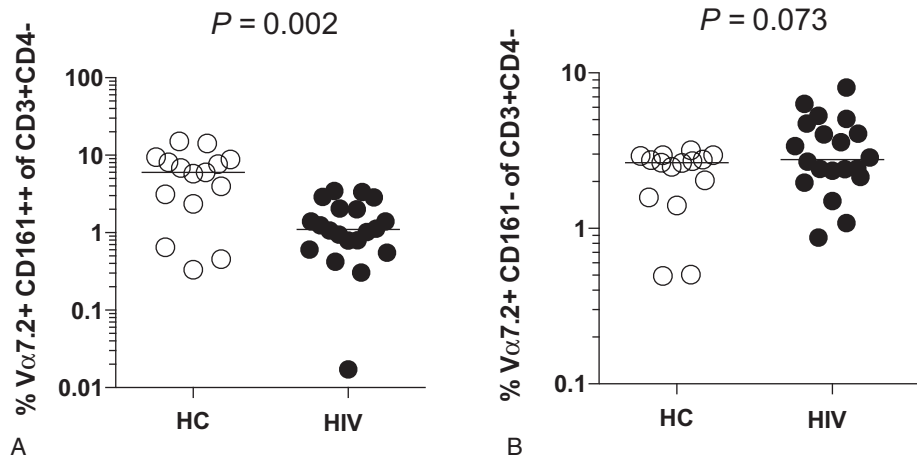 P = 0.002
% Vα7.2+ CD161++ of CD3+CD4-
100
10
1
0.1
0.01
HC
HIV
A
P = 0.073
% Vα7.2+ CD161- of CD3+CD4-
10
1
0.1
HC
HIV
B